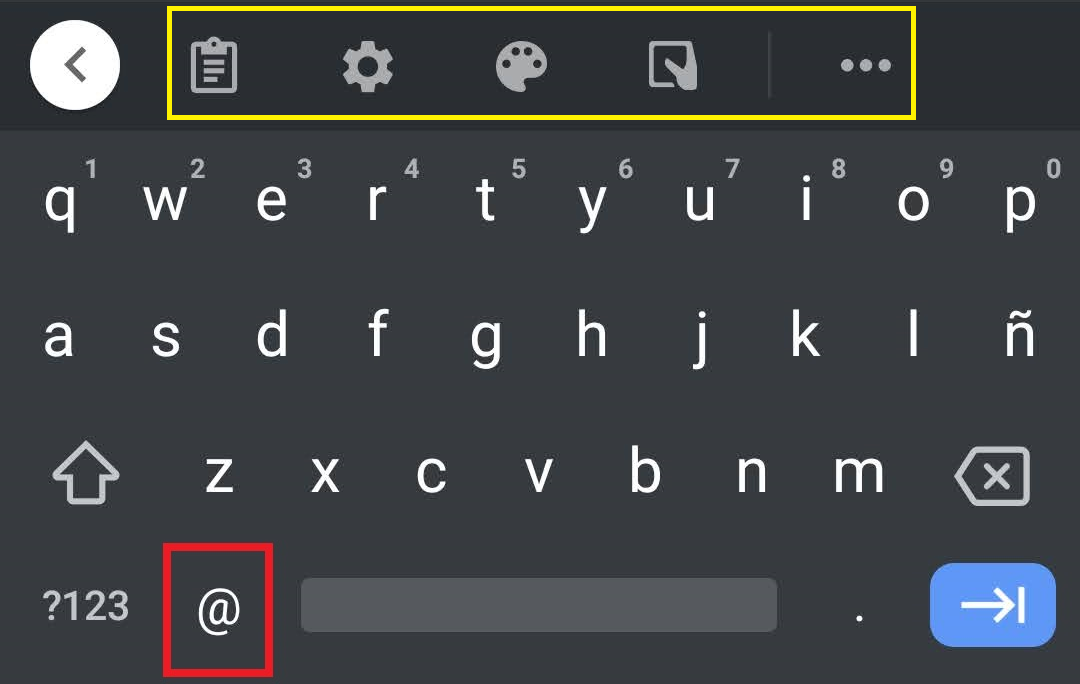 1 2 3 4 5 6 7 8 9 0
q w e r t y u i o p
a s d f g h j k l ñ
z x c v b n m
?123 @ .